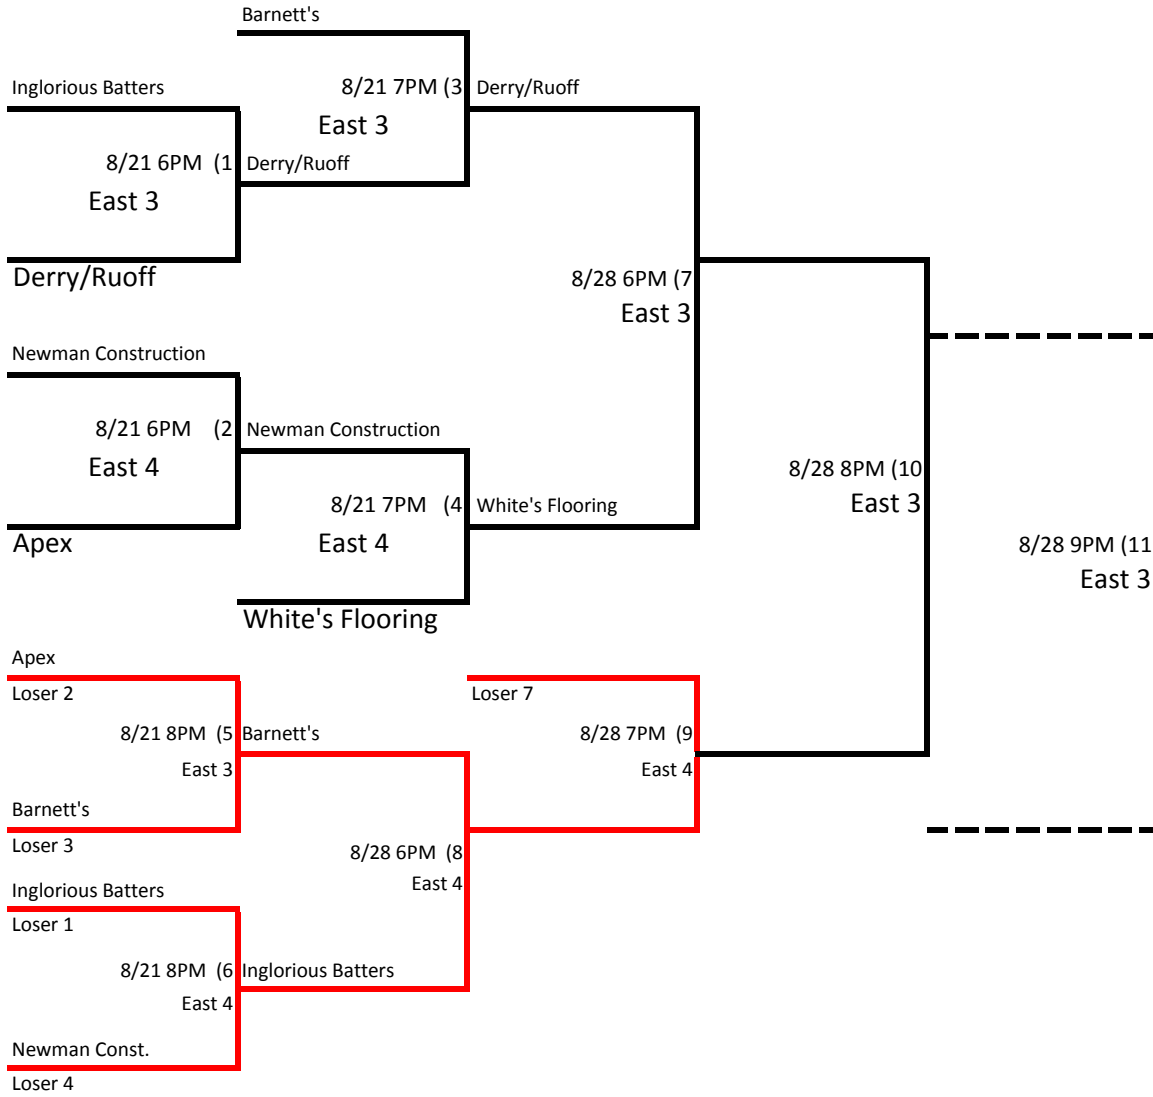 Barnett's
Inglorious Batters
8/21 7PM (3
Derry/Ruoff
East 3
8/21 6PM (1
Derry/Ruoff
East 3
Derry/Ruoff
8/28 6PM (7
East 3
Newman Construction
8/21 6PM (2
Newman Construction
East 4
8/28 8PM (10
East 3
8/21 7PM (4
White's Flooring
Apex
East 4
8/28 9PM (11
East 3
White's Flooring
Apex
Loser 2
Loser 7
8/21 8PM (5
Barnett's
8/28 7PM (9
East 3
East 4
Barnett's
Loser 3
8/28 6PM (8
East 4
Inglorious Batters
Loser 1
8/21 8PM (6
Inglorious Batters
East 4
Newman Const.
Loser 4